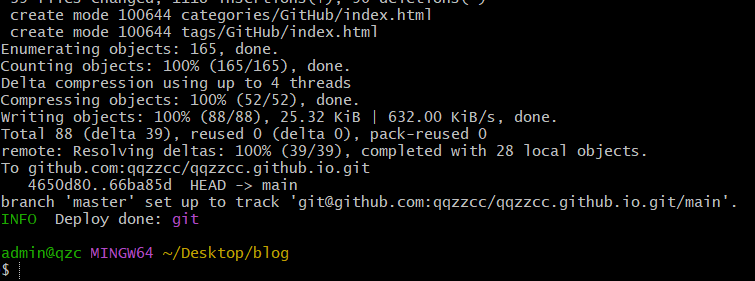 create mode 100644 categories/GitHub/index.html
create mode 100644 tags/GitHub/index.html
Enumerating objects: 165, done.
Counting objects: 100% (165/165), done.
Delta compression using up to 4 threads
Compressing objects: 100% (52/52), done.
Writing objects: 100% (88/88), 25.32 KiB | 632.00 KiB/s, done.
Total 88 (delta 39), reused 0 (delta 0), pack-reused 0
remote: Resolving deltas: 100% (39/39), completed with 28 local objects.
To github.com:qqzzcc/qqzzcc.github.io.git
   4650d80..66ba85d  HEAD -> main
branch 'master' set up to track 'git@github.com:qqzzcc/qqzzcc.github.io.git/main'.
INFO  Deploy done: git
admin@qzc MINGW64 ~/Desktop/blog
$